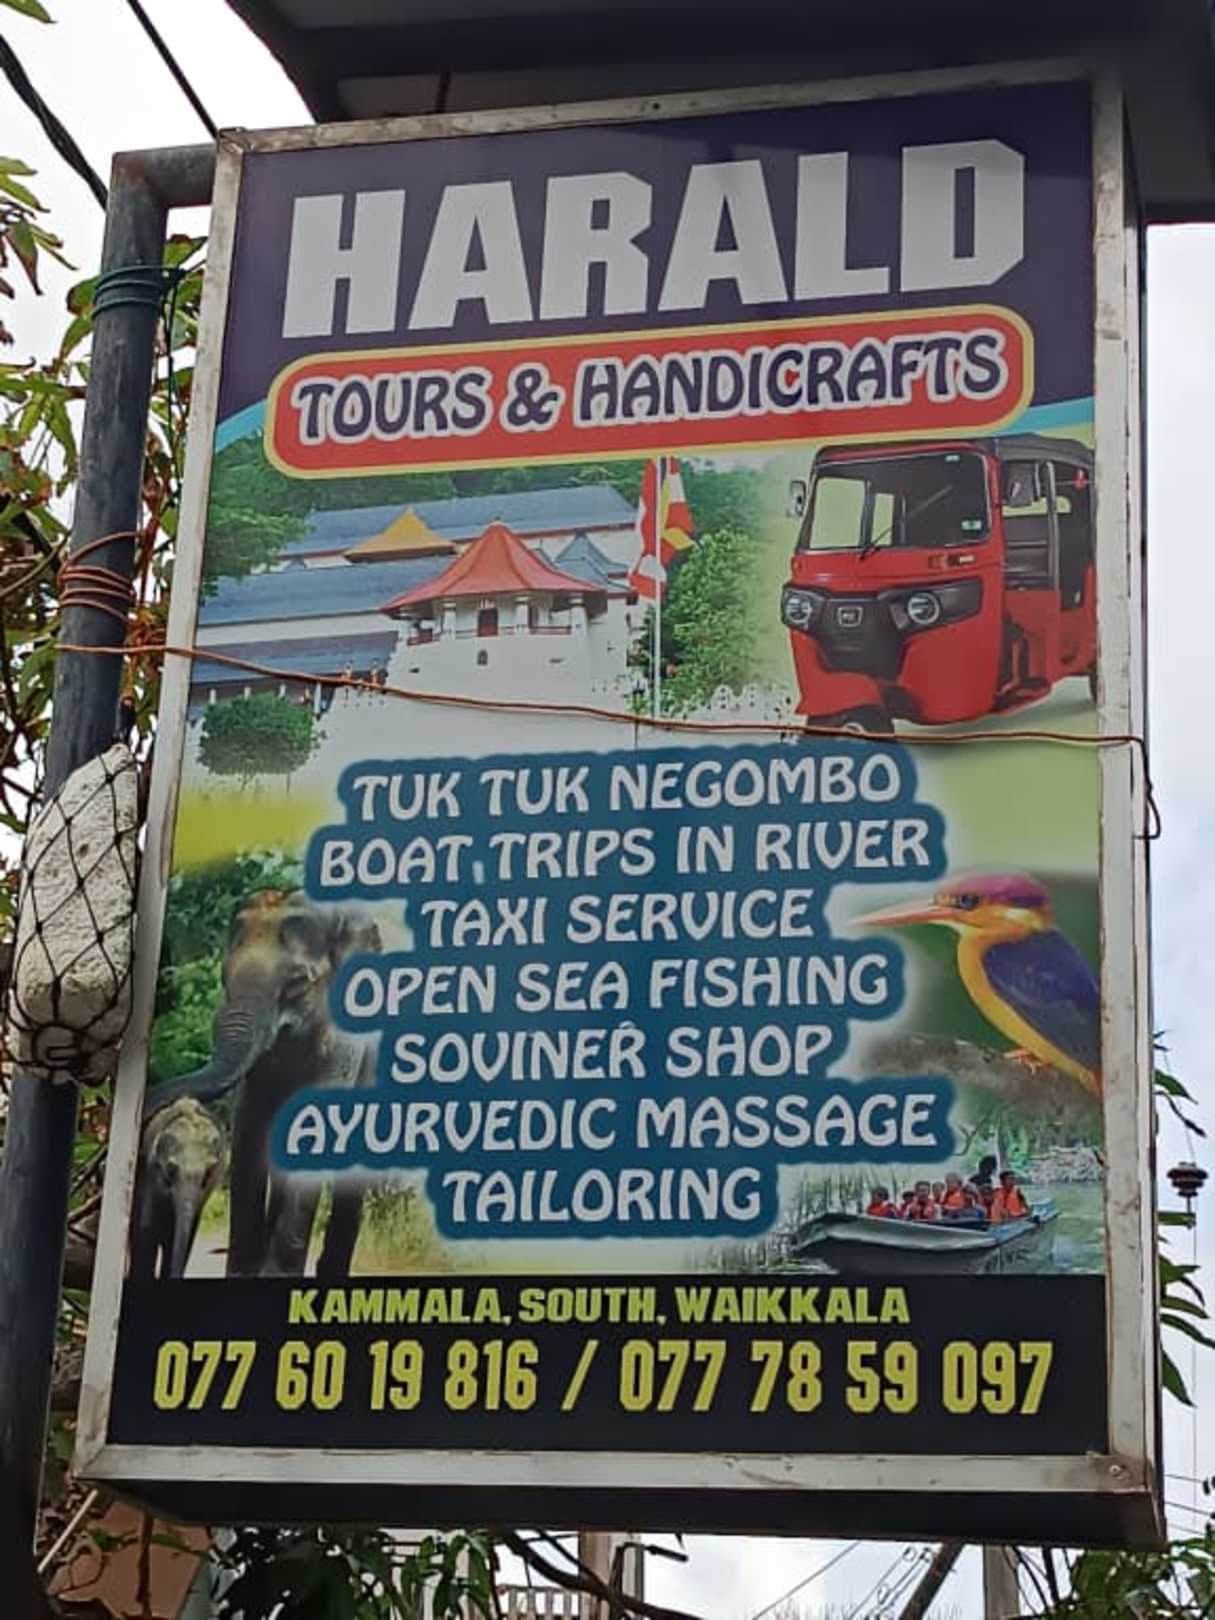 HARALD
TOURS & HANDICRAFTS
TUK TUK NEGOMBO
BOAT TRIPS IN RIVER
TAXI SERVICE
OPEN SEA FISHING
SOVINER SHOP
AYURVEDIC MASSAGE
TAILORING
KAMMALA, SOUTH, WAIKKALA
077 60 19 816 / 077 78 59 097